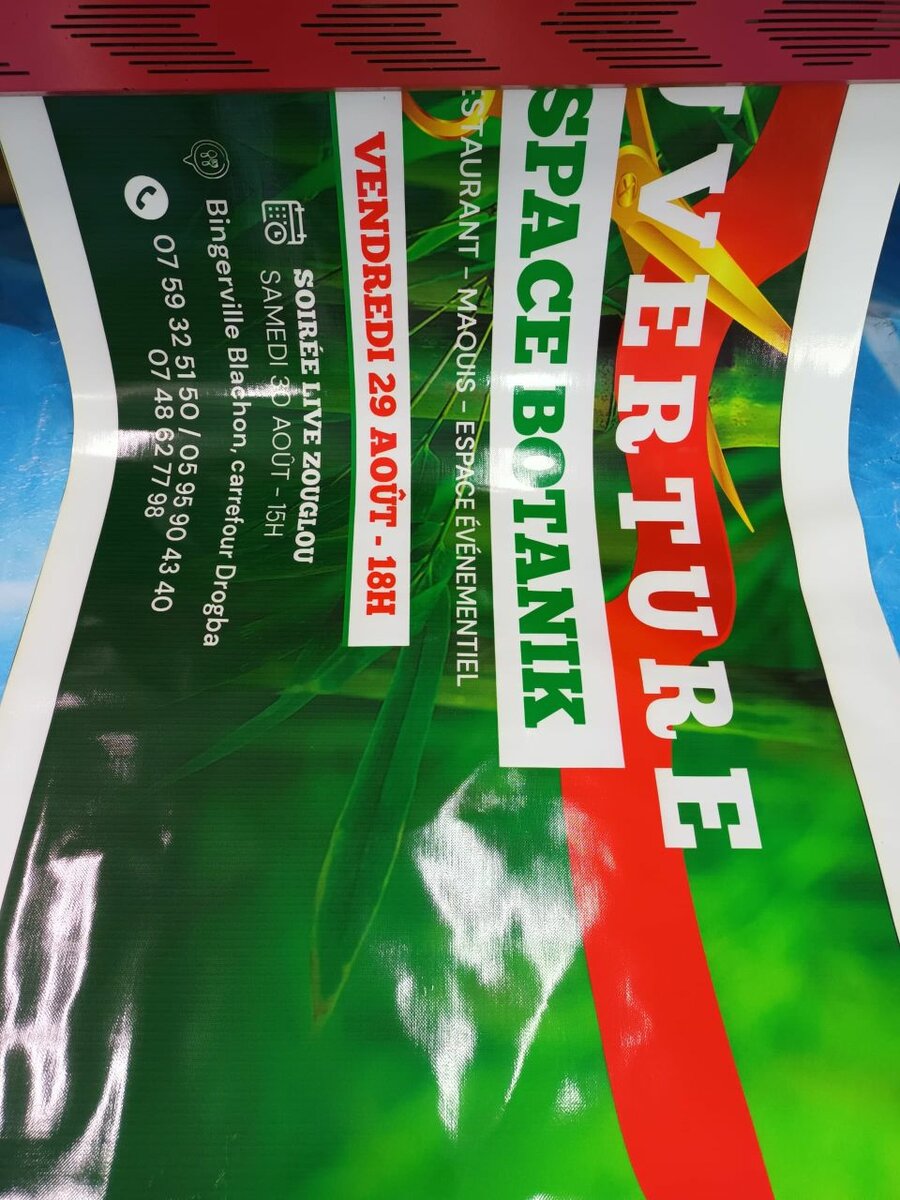 UVERTURE
SPACE BOTANIK
ESTAURANT - MAQUIS - ESPACE ÉVÉNEMENTIEL
VENDREDI 29 AOÛT - 18H
SOIRÉE LIVE ZOUGLOU
SAMEDI 30 AOÛT - 15H
Bingerville Blachon, carrefour Drogba
07 59 32 51 50 / 05 95 90 43 40
07 48 62 77 98